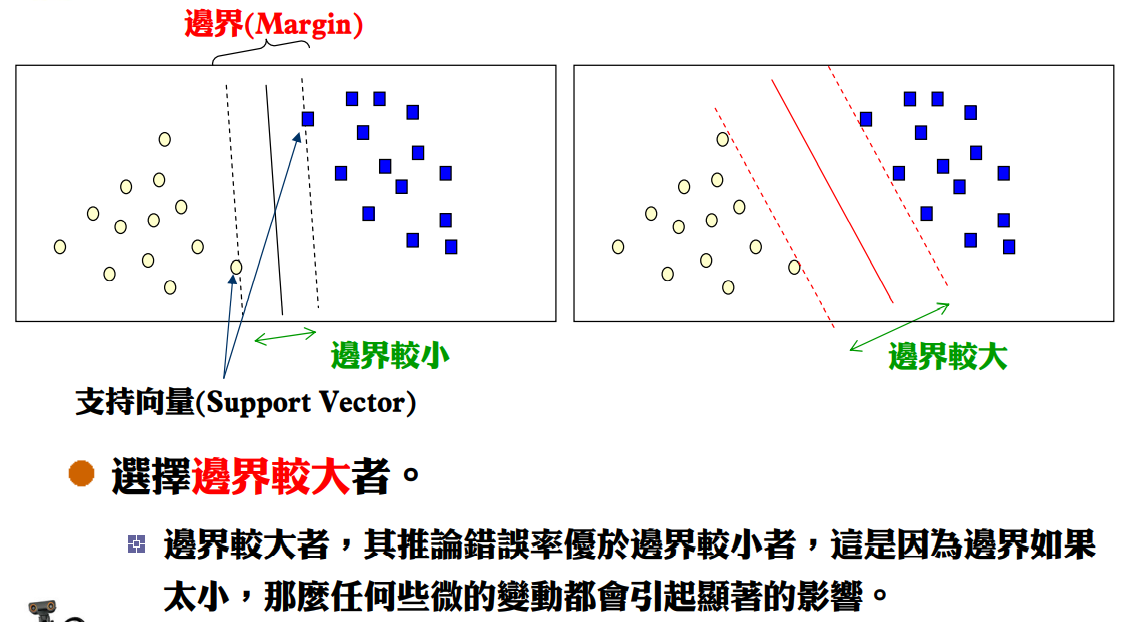 邊界(Margin)
邊界較小
邊界較大
支持向量(Support Vector)
選擇邊界較大者。
邊界較大者，其推論錯誤率優於邊界較小者，這是因為邊界如果
太小，那麼任何些微的變動都會引起顯著的影響。